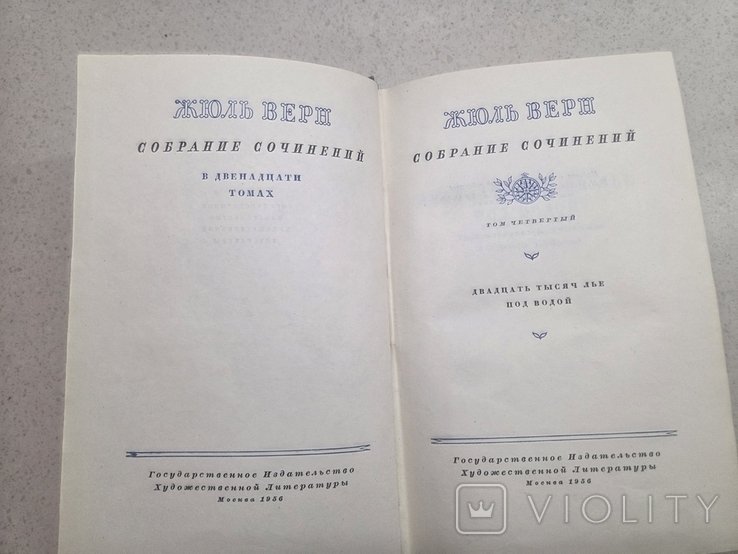 ЖЮЛЬ ВЕРН
СОБРАНИЕ СОЧИНЕНИЙ
В ДВЕНАДЦАТИ
ТОМАХ
Государственное Издательство
Художественной Литературы
Москва 1956
ЖЮЛЬ ВЕРН
СОБРАНИЕ СОЧИНЕНИЙ
ТОМ ЧЕТВЕРТЫЙ
ДВАДЦАТЬ ТЫСЯЧ ЛЬЕ
ПОД ВОДОЙ
Государственное Издательство
Художественной Литературы
Москва 1956
VIOLITY